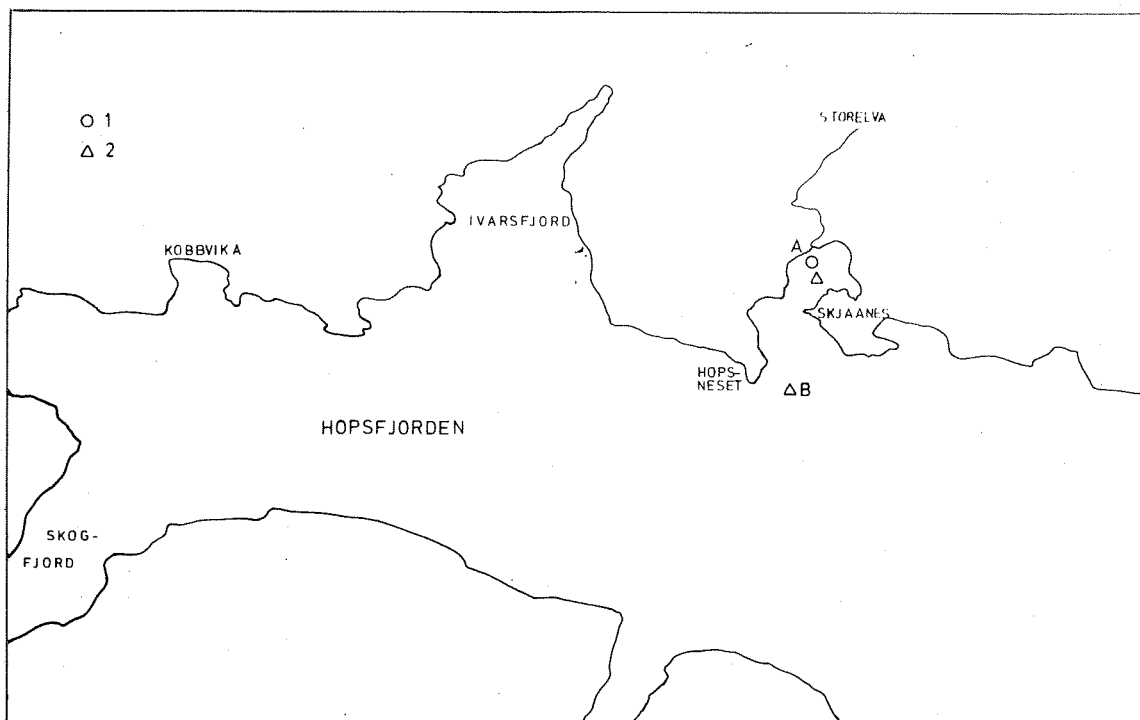 1
2
STORELVA
IVARSFJORD
KOBBVIKA
A
SKJAANES
HOPS-
NESET
B
HOPSFJORDEN
SKOG-
FJORD